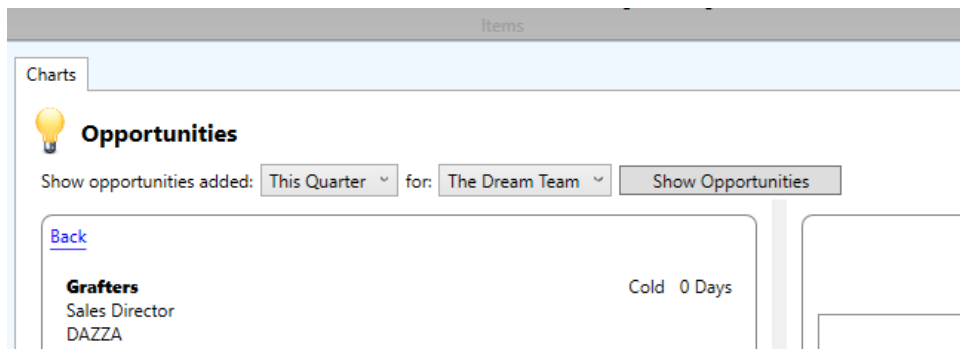 Items
Charts
Opportunities
Show opportunities added: This Quarter for: The Dream Team Show Opportunities
Back
Grafters Cold 0 Days
Sales Director
DAZZA